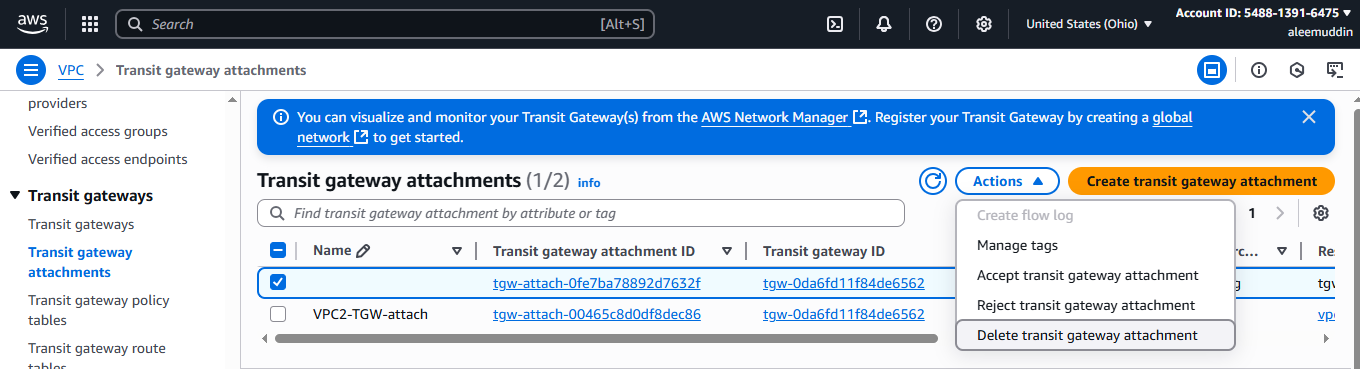 aws
Search
[Alt+S]
United States (Ohio)
Account ID: 5488-1391-6475
aleemuddin
VPC
Transit gateway attachments
providers
Verified access groups
Verified access endpoints
Transit gateways
Transit gateways
Transit gateway
attachments
Transit gateway policy
tables
Transit gateway route
tables
You can visualize and monitor your Transit Gateway(s) from the AWS Network Manager. Register your Transit Gateway by creating a global
network to get started.
Transit gateway attachments (1/2) info
Actions
Create transit gateway attachment
Find transit gateway attachment by attribute or tag
1
Create flow log
Manage tags
Accept transit gateway attachment
Reject transit gateway attachment
Delete transit gateway attachment
Name
Transit gateway attachment ID
Transit gateway ID
rc...
Res
tgw-attach-0fe7ba78892d7632f
tgw-0da6fd11f84de6562
g
tgw
VPC2-TGW-attach
tgw-attach-00465c8d0df8dec86
tgw-0da6fd11f84de6562
vpc